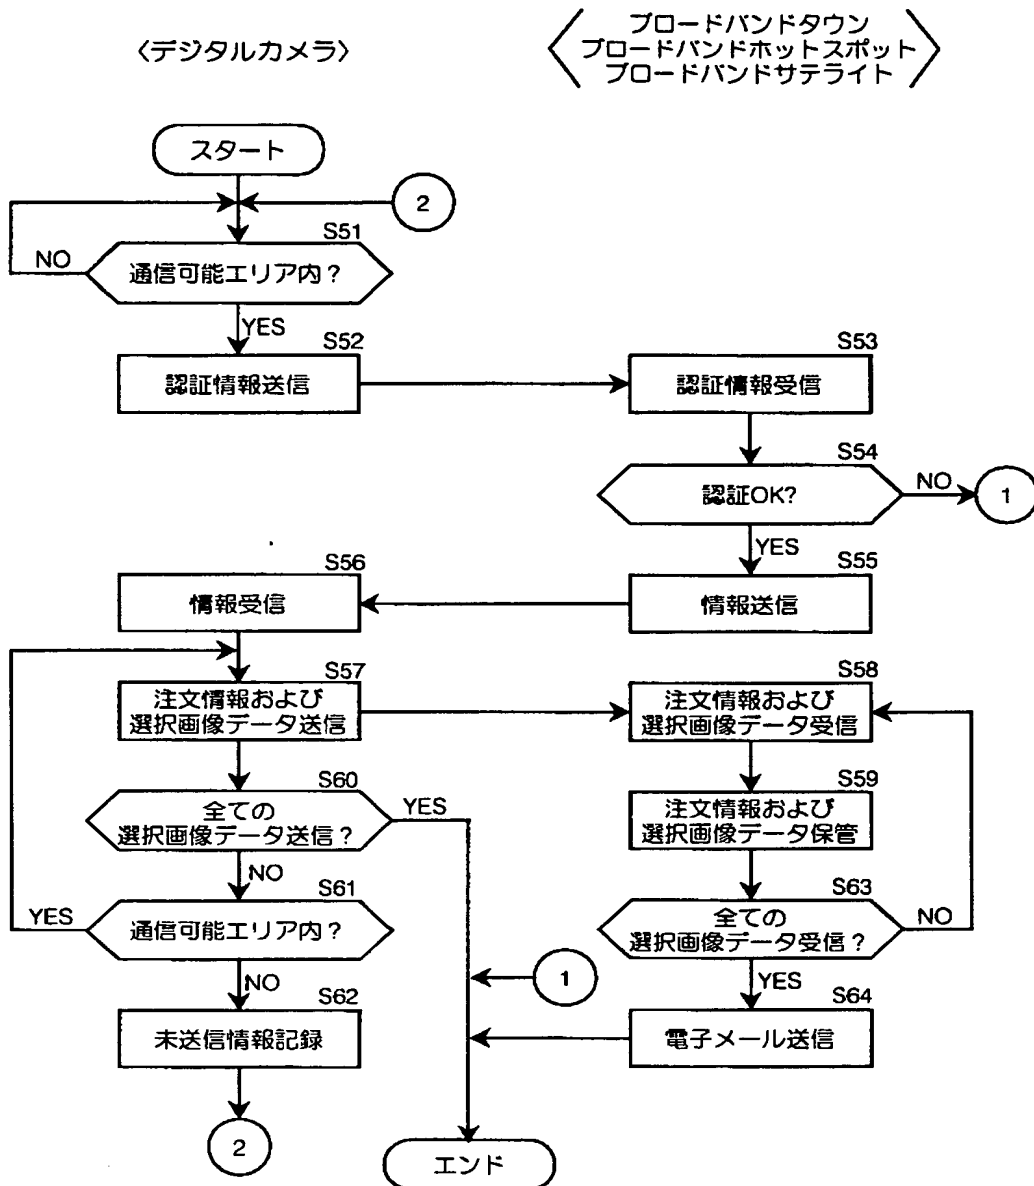 〈デジタルカメラ〉
ブロードバンドタウン
ブロードバンドホットスポット
ブロードバンドサテライト
スタート
2
S51
NO
通信可能エリア内？
YES
S52
認証情報送信
S53
認証情報受信
S54
認証OK?
NO
1
YES
S55
情報送信
S56
情報受信
S57
注文情報および
選択画像データ送信
S58
注文情報および
選択画像データ受信
S59
注文情報および
選択画像データ保管
S60
全ての
選択画像データ送信？
YES
NO
S61
YES
通信可能エリア内？
NO
S62
未送信情報記録
2
S63
全ての
選択画像データ受信？
NO
YES
1
S64
電子メール送信
エンド